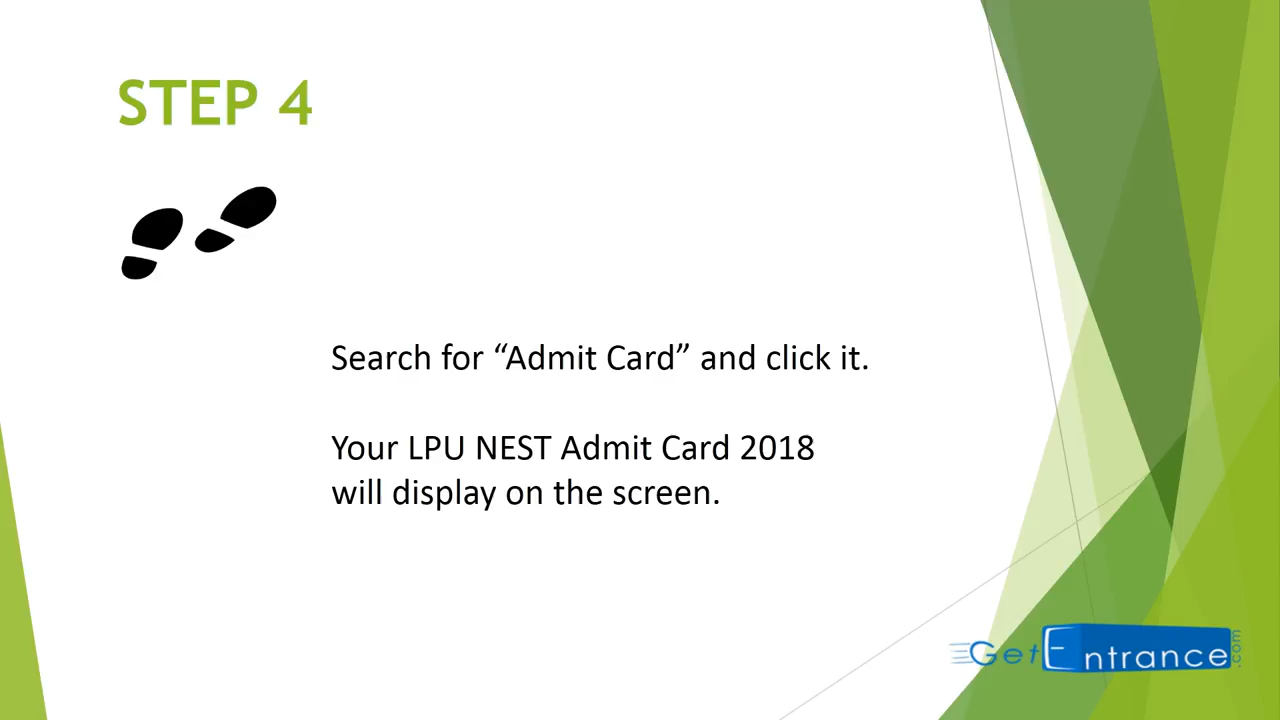 STEP 4
Search for “Admit Card” and click it.
Your LPU NEST Admit Card 2018
will display on the screen.
GetEntrance.com